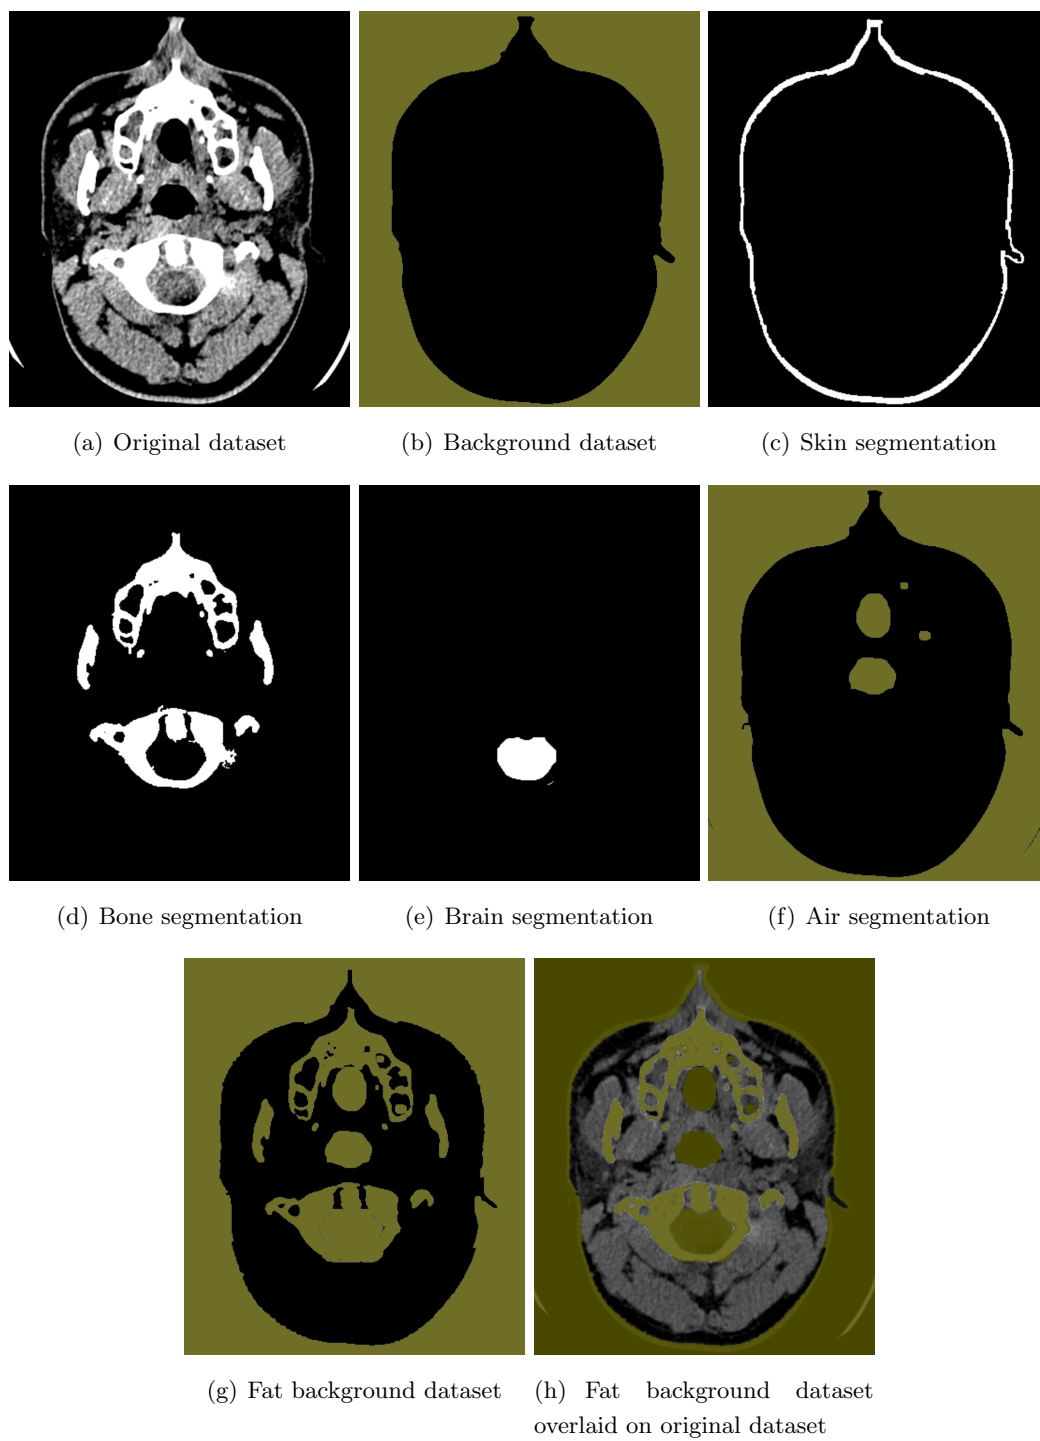 (a) Original dataset
(b) Background dataset
(c) Skin segmentation
(d) Bone segmentation
(e) Brain segmentation
(f) Air segmentation
(g) Fat background dataset
(h) Fat background dataset
overlaid on original dataset